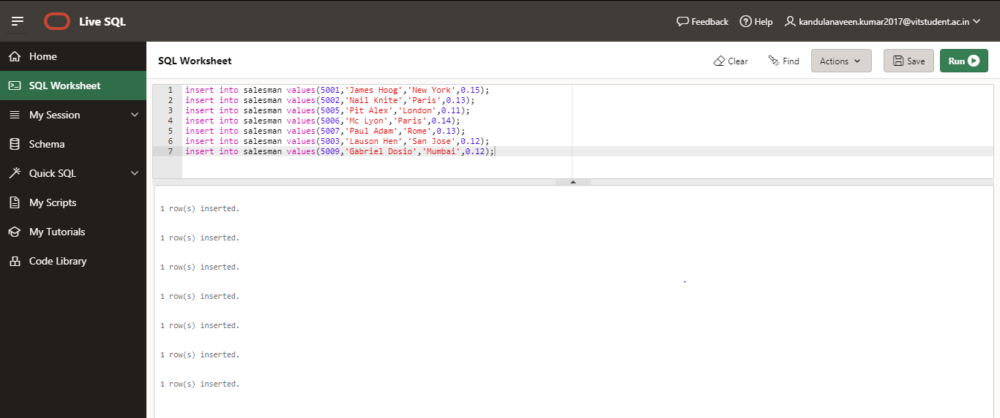 Live SQL
Feedback
Help
kandulanaveen.kumar2017@vitstudent.ac.in
Home
SQL Worksheet
My Session
Schema
Quick SQL
My Scripts
My Tutorials
Code Library
SQL Worksheet
Clear
Find
Actions
Save
Run
1 insert into salesman values(5001,'James Hoog','New York',0.15);
2 insert into salesman values(5002,'Nail Knite','Paris',0.13);
3 insert into salesman values(5005,'Pit Alex','London',0.11);
4 insert into salesman values(5006,'Mc Lyon','Paris',0.14);
5 insert into salesman values(5007,'Paul Adam','Rome',0.13);
6 insert into salesman values(5003,'Lauson Hen','San Jose',0.12);
7 insert into salesman values(5009,'Gabriel Dosio','Mumbai',0.12);
1 row(s) inserted.
1 row(s) inserted.
1 row(s) inserted.
1 row(s) inserted.
1 row(s) inserted.
1 row(s) inserted.
1 row(s) inserted.